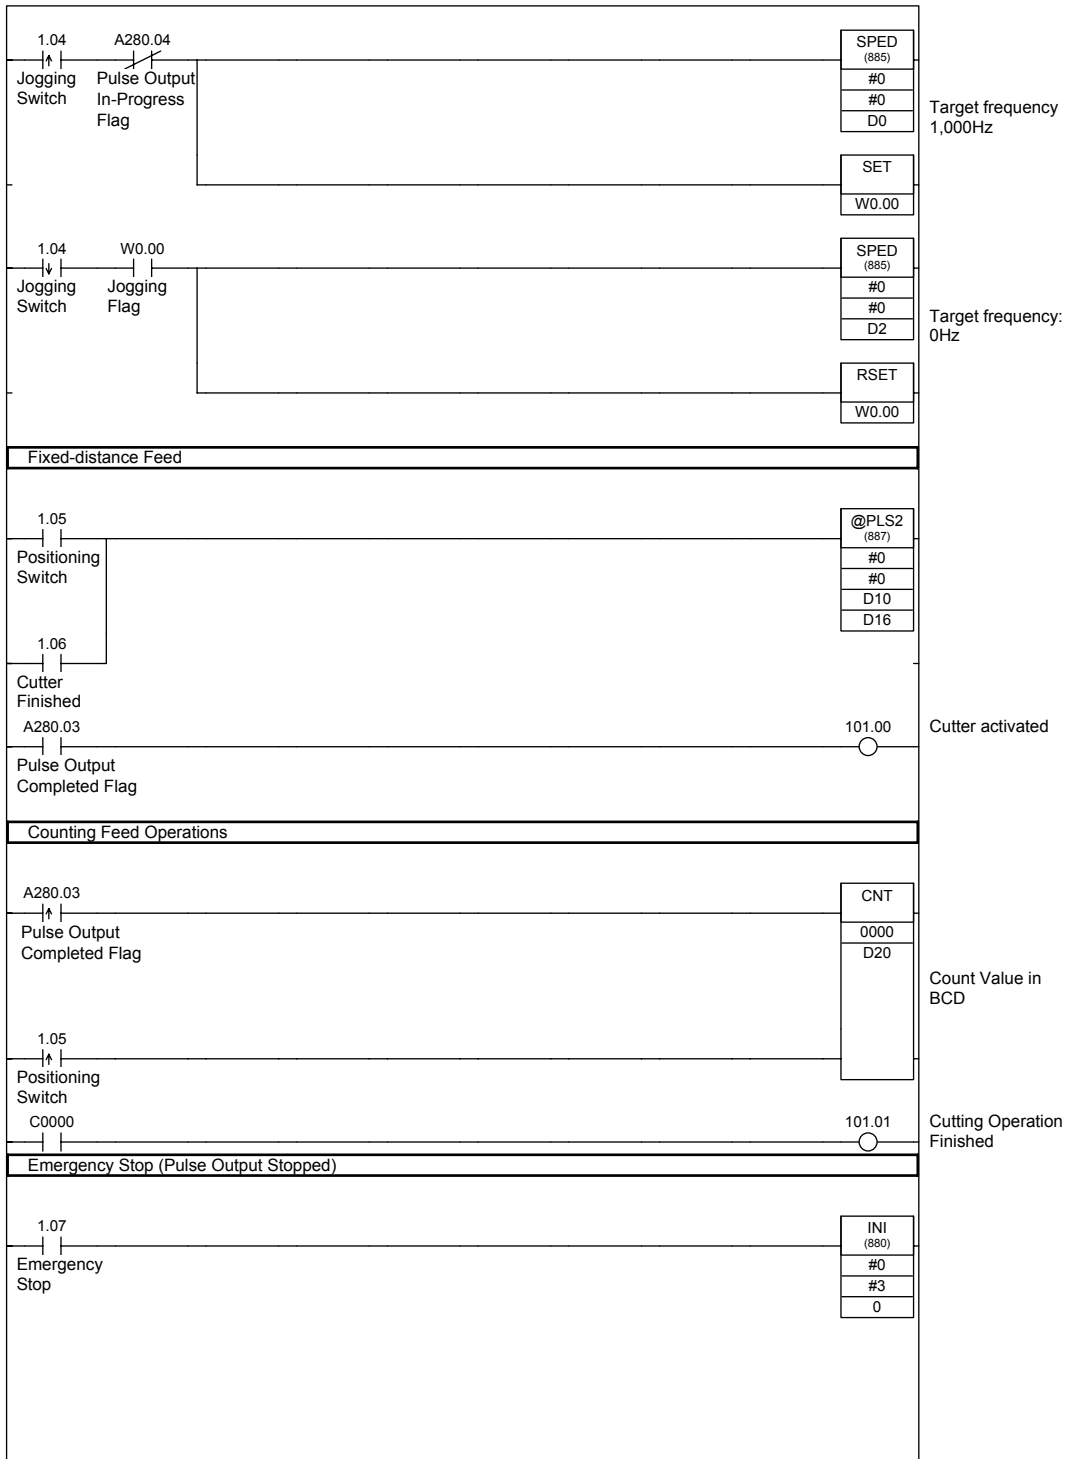 1.04 A280.04 SPED
(885)
Jogging Pulse Output #0
Switch In-Progress #0 Target frequency
Flag D0 1,000Hz
SET
W0.00
1.04 W0.00 SPED
(885)
Jogging Jogging #0
Switch Flag #0 Target frequency:
D2 0Hz
RSET
W0.00
Fixed-distance Feed
1.05 @PLS2
(887)
Positioning #0
Switch #0
D10
D16
1.06
Cutter
Finished
A280.03 101.00 Cutter activated
Pulse Output
Completed Flag
Counting Feed Operations
A280.03 CNT
Pulse Output 0000
Completed Flag D20
Count Value in
BCD
1.05
Positioning
Switch
C0000 101.01 Cutting Operation
Finished
Emergency Stop (Pulse Output Stopped)
1.07 INI
(880)
Emergency #0
Stop #3
0